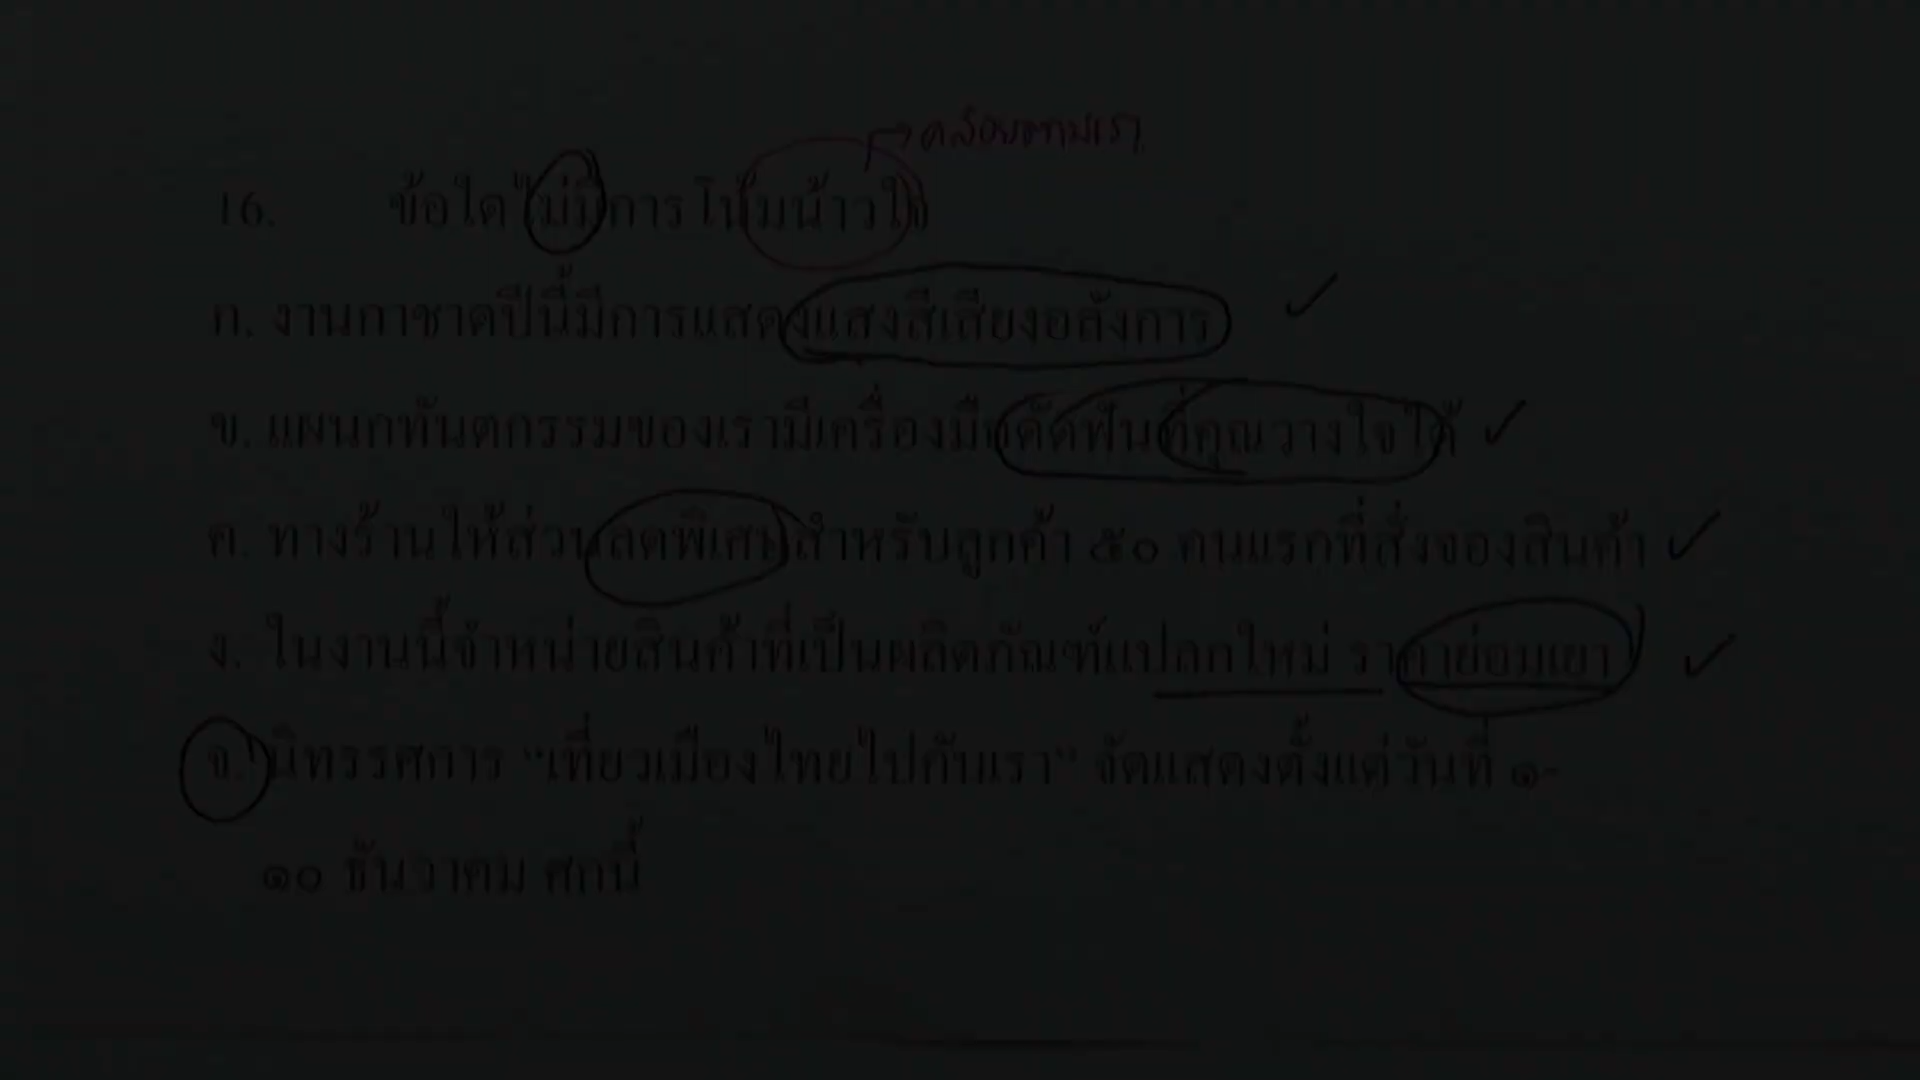 คล้อยตามเรา
16. ข้อใดไม่มีการโน้มน้าวใจ
ก. งานกาชาดปีนี้มีการแสดงแสงสีเสียงอลังการ
ข. แผนกทันตกรรมของเรามีเครื่องมือดัดฟันที่คุณวางใจได้
ค. ทางร้านให้ส่วนลดพิเศษสำหรับลูกค้า ๕๐ คนแรกที่สั่งจองสินค้า
ง. ในงานนี้จำหน่ายสินค้าที่เป็นผลิตภัณฑ์แปลกใหม่ ราคาย่อมเยา
จ. นิทรรศการ "เที่ยวเมืองไทยไปกับเรา" จัดแสดงตั้งแต่วันที่ ๑-
๑๐ ธันวาคม ศกนี้